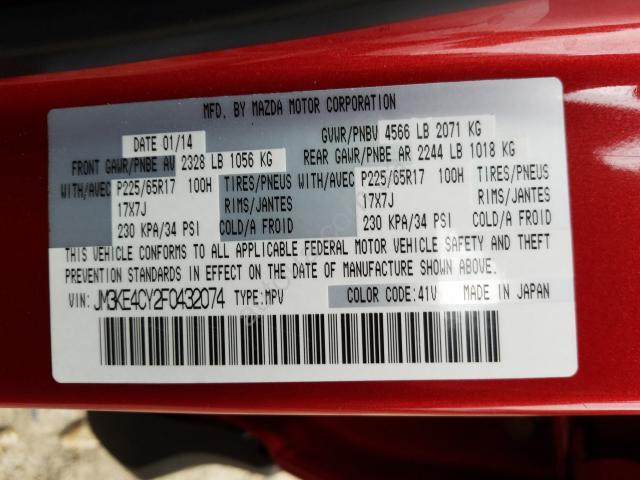 MFD. BY MAZDA MOTOR CORPORATION
DATE 01/14 GVWR/PNBV 4566 LB 2071 KG
FRONT GAWR/PNBE AV 2328 LB 1056 KG REAR GAWR/PNBE AR 2244 LB 1018 KG
WITH/AVEC P225/65R17 100H TIRES/PNEUS WITH/AVEC P225/65R17 100H TIRES/PNEUS
17X7J RIMS/JANTES 17X7J RIMS/JANTES
230 KPA/34 PSI COLD/A FROID 230 KPA/34 PSI COLD/A FROID
THIS VEHICLE CONFORMS TO ALL APPLICABLE FEDERAL MOTOR VEHICLE SAFETY AND THEFT
PREVENTION STANDARDS IN EFFECT ON THE DATE OF MANUFACTURE SHOWN ABOVE.
VIN: JM3KE4CY2F0432074 TYPE:MPV COLOR CODE:41V MADE IN JAPAN